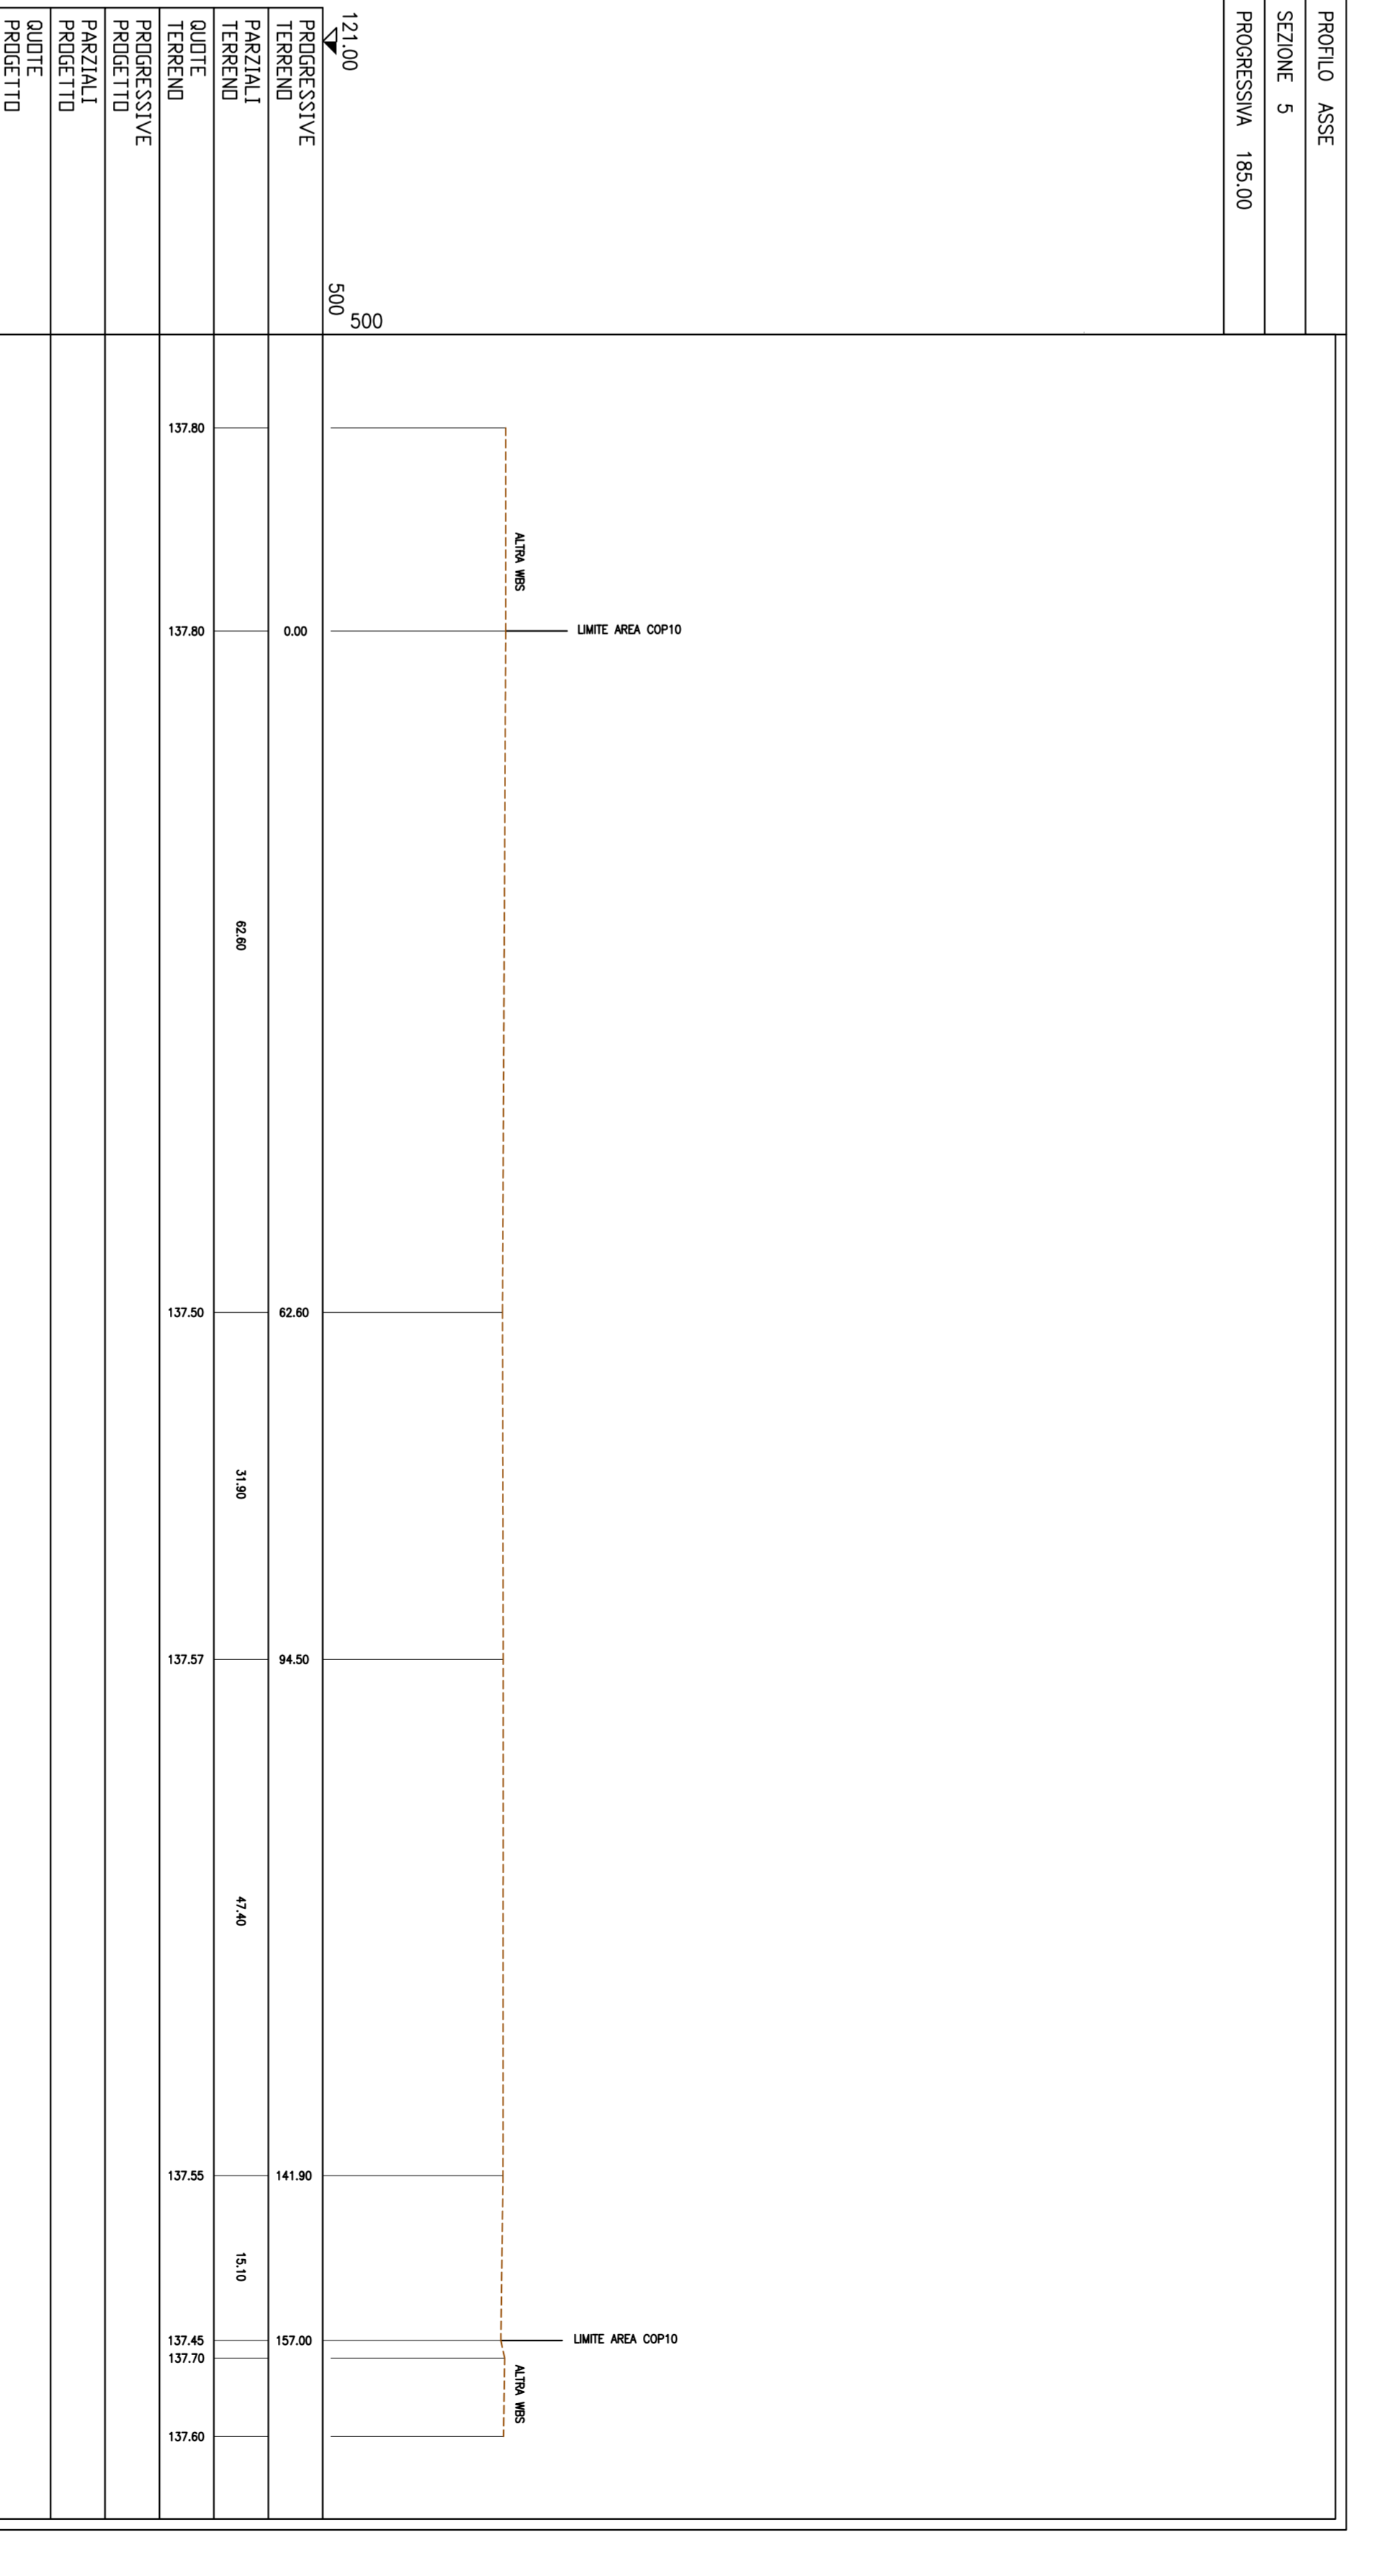 PROFILO ASSE
SEZIONE 5
PROGRESSIVA 185.00
ALTRA WBS
LIMITE AREA COP10
LIMITE AREA COP10
ALTRA WBS
121.00
500
500
PROGRESSIVE
TERRENO
0.00
62.60
94.50
141.90
157.00
PARZIALI
TERRENO
62.60
31.90
47.40
15.10
QUOTE
TERRENO
137.80
137.80
137.50
137.57
137.55
137.45
137.70
137.60
PROGRESSIVE
PROGETTO
PARZIALI
PROGETTO
QUOTE
PROGETTO